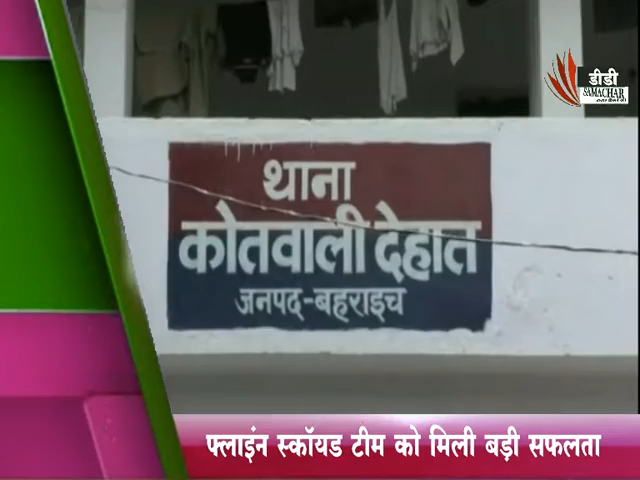 डीडी
SAMACHAR
थाना
कोतवाली देहात
जनपद-बहराइच
फ्लाइंन स्कॉयड टीम को मिली बड़ी सफलता